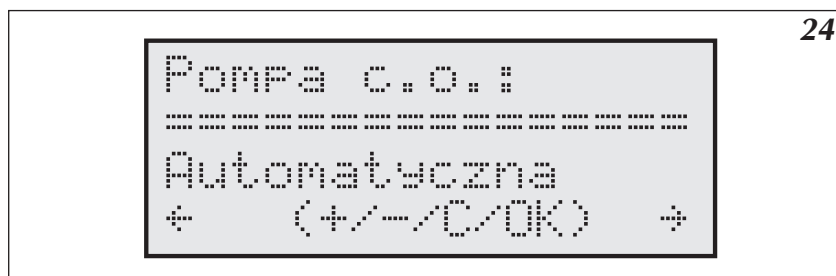 24
Pompa c.o.:
================
Automatyczna
← (+/-/C/OK) →